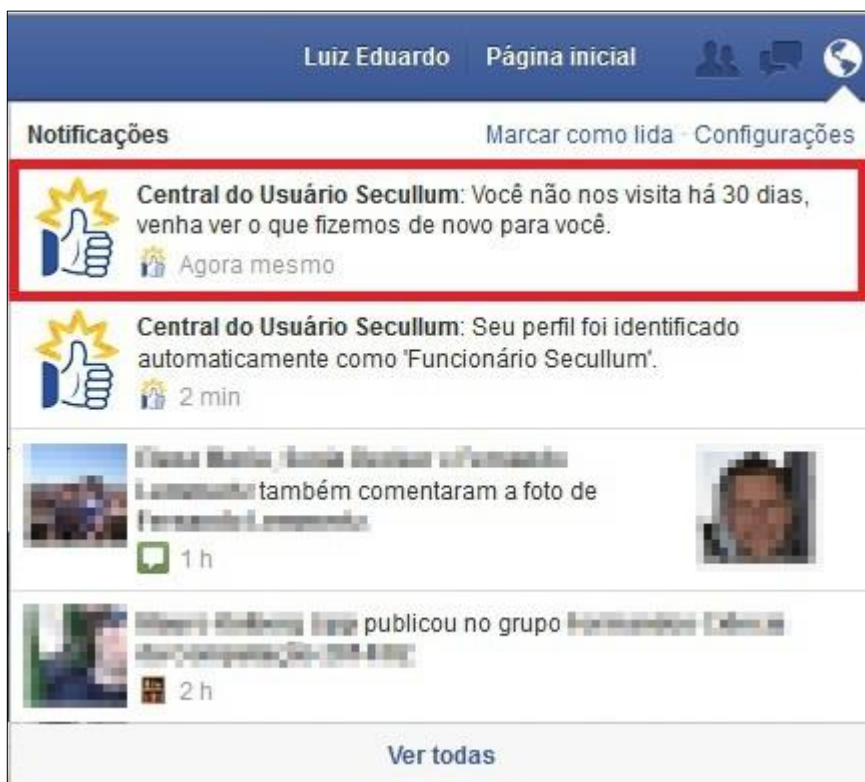 Luiz Eduardo Página inicial
Notificações Marcar como lida · Configurações
Central do Usuário Secullum: Você não nos visita há 30 dias,
venha ver o que fizemos de novo para você.
Agora mesmo
Central do Usuário Secullum: Seu perfil foi identificado
automaticamente como 'Funcionário Secullum'.
2 min
também comentaram a foto de
1 h
publicou no grupo
2 h
Ver todas